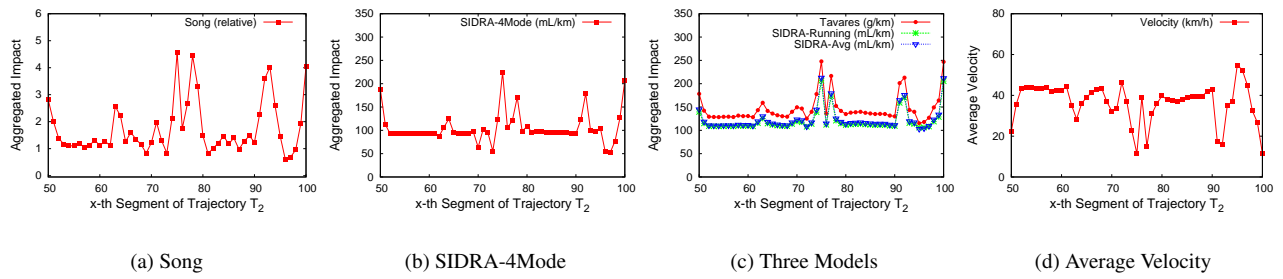 Aggregated Impact
6
5
4
3
2
1
0
50 60 70 80 90 100
Song (relative)
x-th Segment of Trajectory T2
(a) Song
Aggregated Impact
350
300
250
200
150
100
50
0
50 60 70 80 90 100
SIDRA-4Mode (mL/km)
x-th Segment of Trajectory T2
(b) SIDRA-4Mode
Aggregated Impact
350
300
250
200
150
100
50
0
50 60 70 80 90 100
Tavares (g/km)
SIDRA-Running (mL/km)
SIDRA-Avg (mL/km)
x-th Segment of Trajectory T2
(c) Three Models
Average Velocity
80
60
40
20
0
50 60 70 80 90 100
Velocity (km/h)
x-th Segment of Trajectory T2
(d) Average Velocity